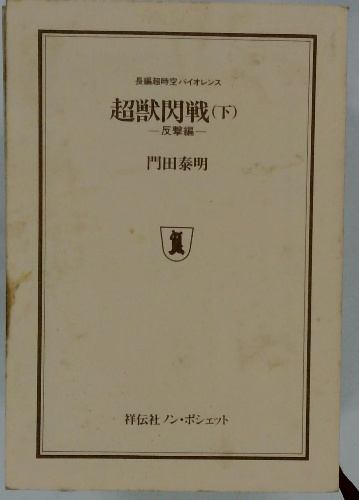 長編超時空バイオレンス
超獣閃戦(下)
―反撃編―
門田泰明
祥伝社 ノン・ポシェット